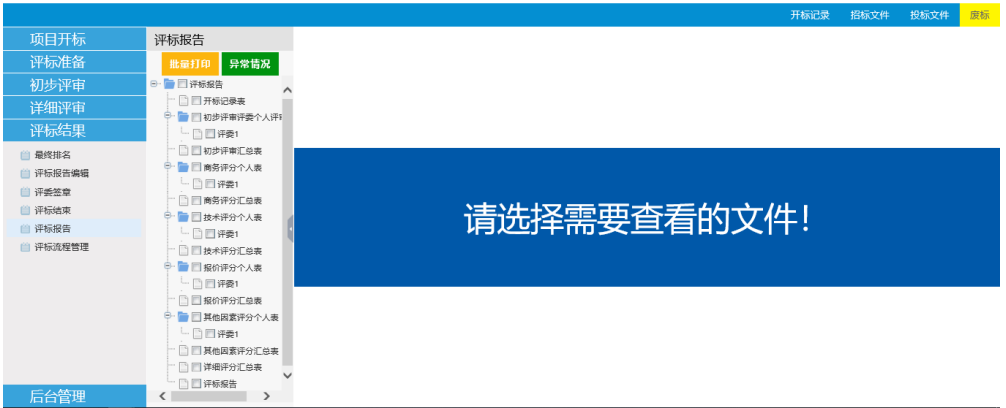 开标记录 招标文件 投标文件 废标
项目开标
评标准备
初步评审
详细评审
评标结果
最终排名
评标报告编辑
评委签章
评标结束
评标报告
评标流程管理
后台管理
评标报告
批量打印 异常情况
评标报告
开标记录表
初步评审评委个人评审
评委1
初步评审汇总表
商务评分个人表
评委1
商务评分汇总表
技术评分个人表
评委1
技术评分汇总表
报价评分个人表
评委1
报价评分汇总表
其他因素评分个人表
评委1
其他因素评分汇总表
详细评分汇总表
评标报告
请选择需要查看的文件!